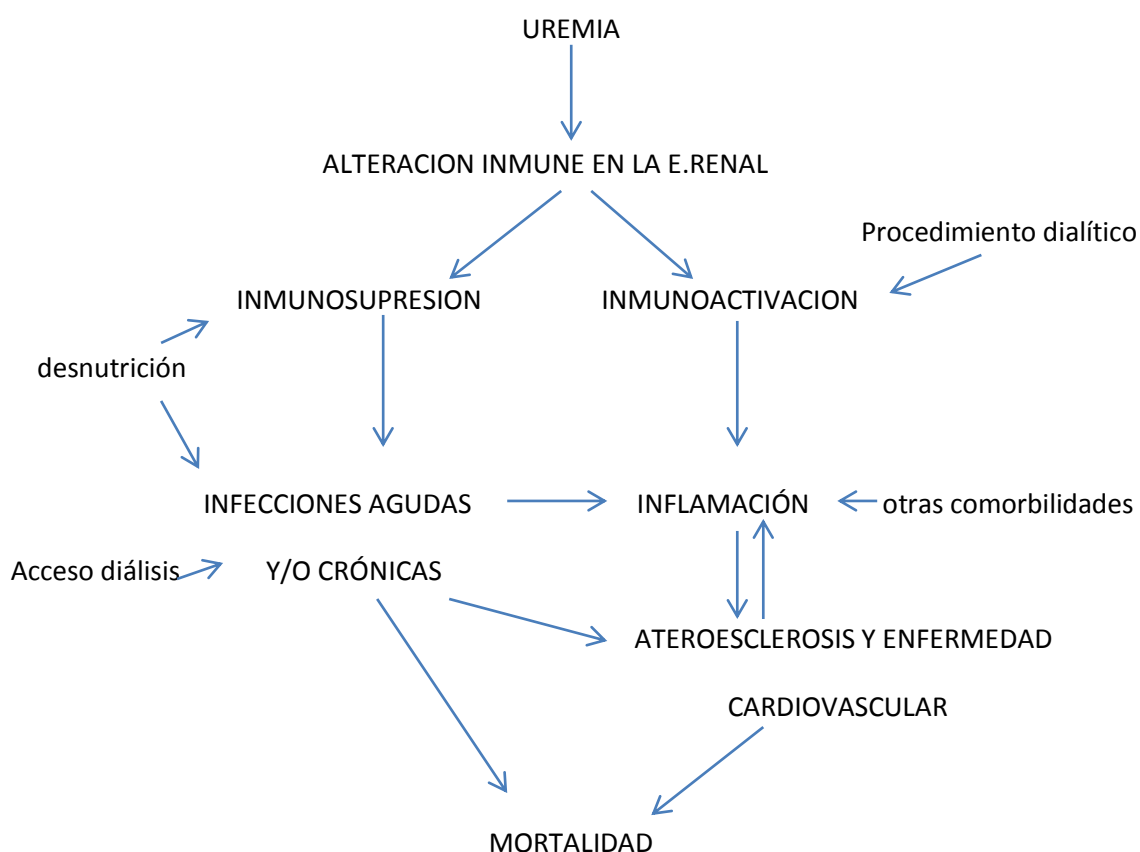 UREMIA
ALTERACION INMUNE EN LA E.RENAL
Procedimiento dialítico
INMUNOSUPRESION
INMUNOACTIVACION
desnutrición
INFECCIONES AGUDAS
INFLAMACIÓN
otras comorbilidades
Acceso diálisis
Y/O CRÓNICAS
ATEROESCLEROSIS Y ENFERMEDAD
CARDIOVASCULAR
MORTALIDAD